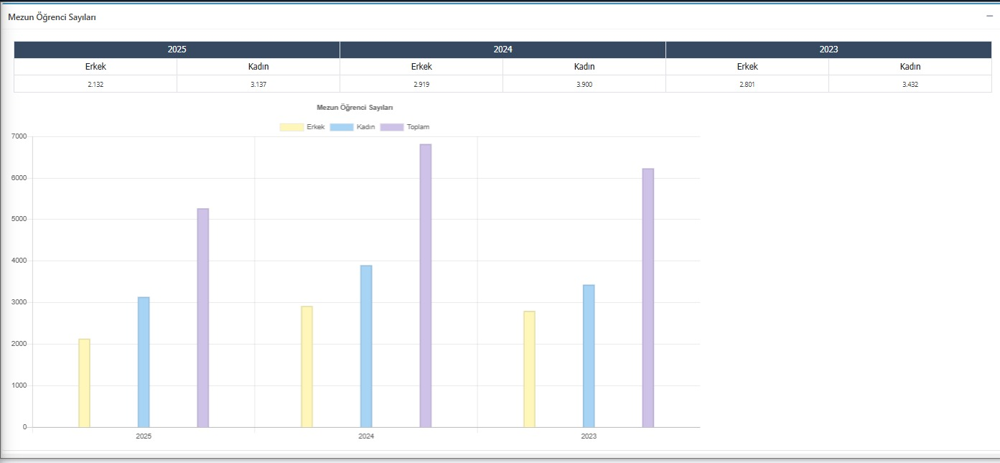 Mezun Öğrenci Sayıları
2025 2024 2023
Erkek Kadın Erkek Kadın Erkek Kadın
2.132 3.137 2.919 3.900 2.801 3.432
Mezun Öğrenci Sayıları
Erkek Kadın Toplam
7000
6000
5000
4000
3000
2000
1000
0
2025 2024 2023